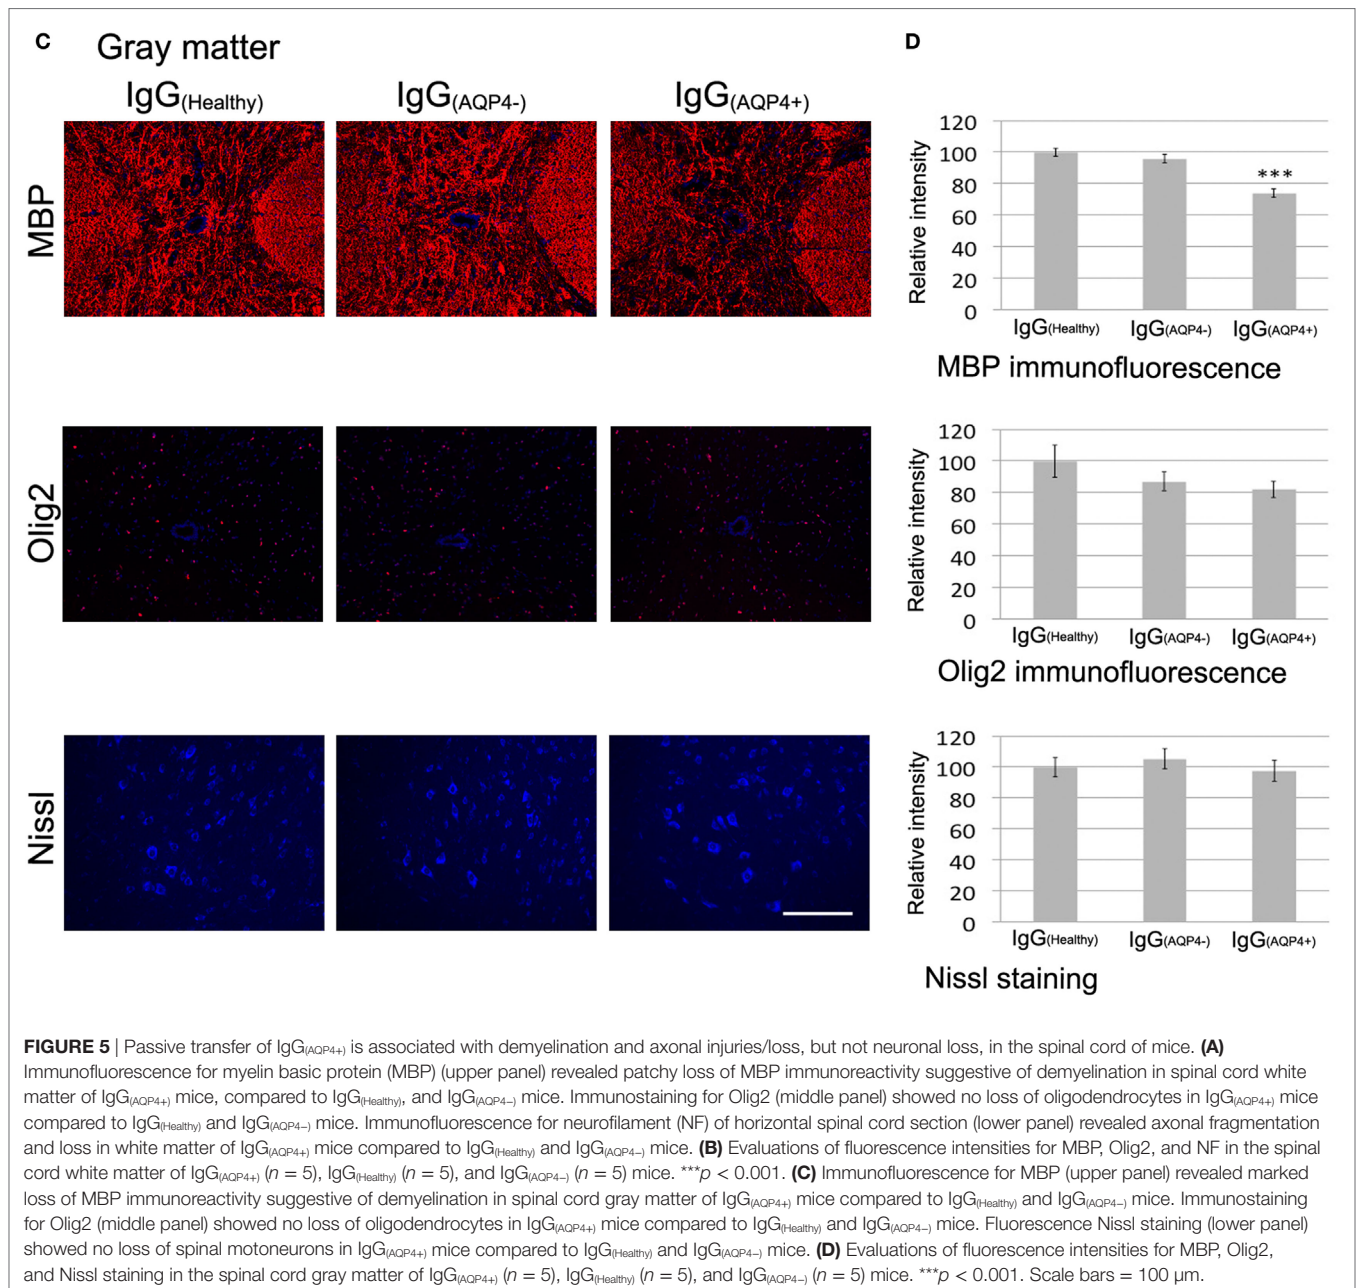 C
Gray matter
IgG(Healthy)
IgG(AQP4-)
IgG(AQP4+)
MBP
Olig2
Nissl
D
120
100
80
60
40
20
0
Relative intensity
***
IgG(Healthy)
IgG(AQP4-)
IgG(AQP4+)
MBP immunofluorescence
120
100
80
60
40
20
0
Relative intensity
IgG(Healthy)
IgG(AQP4-)
IgG(AQP4+)
Olig2 immunofluorescence
120
100
80
60
40
20
0
Relative intensity
IgG(Healthy)
IgG(AQP4-)
IgG(AQP4+)
Nissl staining
FIGURE 5 | Passive transfer of IgG(AQP4+) is associated with demyelination and axonal injuries/loss, but not neuronal loss, in the spinal cord of mice. (A)
Immunofluorescence for myelin basic protein (MBP) (upper panel) revealed patchy loss of MBP immunoreactivity suggestive of demyelination in spinal cord white
matter of IgG(AQP4+) mice, compared to IgG(Healthy), and IgG(AQP4−) mice. Immunostaining for Olig2 (middle panel) showed no loss of oligodendrocytes in IgG(AQP4+) mice
compared to IgG(Healthy) and IgG(AQP4−) mice. Immunofluorescence for neurofilament (NF) of horizontal spinal cord section (lower panel) revealed axonal fragmentation
and loss in white matter of IgG(AQP4+) mice compared to IgG(Healthy) and IgG(AQP4−) mice. (B) Evaluations of fluorescence intensities for MBP, Olig2, and NF in the spinal
cord white matter of IgG(AQP4+) (n = 5), IgG(Healthy) (n = 5), and IgG(AQP4−) (n = 5) mice. ***p < 0.001. (C) Immunofluorescence for MBP (upper panel) revealed marked
loss of MBP immunoreactivity suggestive of demyelination in spinal cord gray matter of IgG(AQP4+) mice compared to IgG(Healthy) and IgG(AQP4−) mice. Immunostaining
for Olig2 (middle panel) showed no loss of oligodendrocytes in IgG(AQP4+) mice compared to IgG(Healthy) and IgG(AQP4−) mice. Fluorescence Nissl staining (lower panel)
showed no loss of spinal motoneurons in IgG(AQP4+) mice compared to IgG(Healthy) and IgG(AQP4−) mice. (D) Evaluations of fluorescence intensities for MBP, Olig2,
and Nissl staining in the spinal cord gray matter of IgG(AQP4+) (n = 5), IgG(Healthy) (n = 5), and IgG(AQP4−) (n = 5) mice. ***p < 0.001. Scale bars = 100 µm.